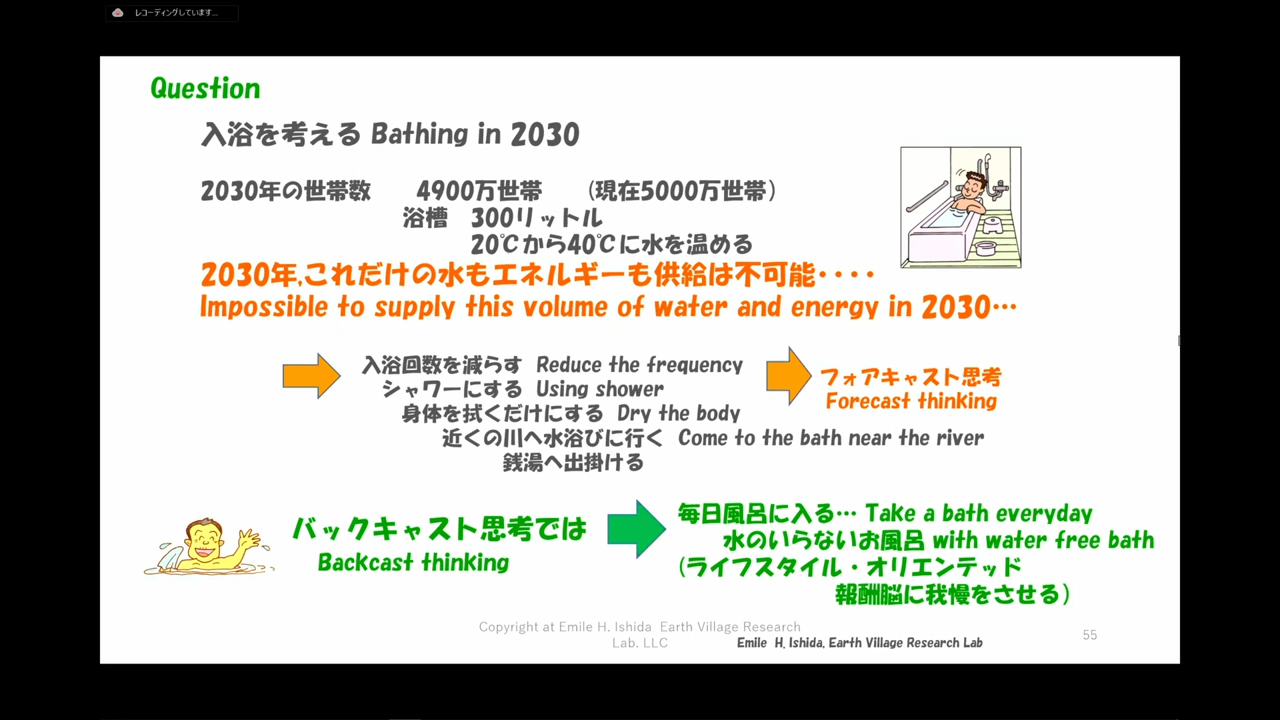 レコーディングしています...
Question
入浴を考える Bathing in 2030
2030年の世帯数　4900万世帯　（現在5000万世帯）
浴槽　300リットル
20℃から40℃に水を温める
2030年,これだけの水もエネルギーも供給は不可能・・・・
Impossible to supply this volume of water and energy in 2030…
入浴回数を減らす Reduce the frequency
シャワーにする Using shower
身体を拭くだけにする Dry the body
近くの川へ水浴びに行く Come to the bath near the river
銭湯へ出掛ける
フォアキャスト思考
Forecast thinking
バックキャスト思考では
Backcast thinking
毎日風呂に入る… Take a bath everyday
水のいらないお風呂 with water free bath
（ライフスタイル・オリエンテッド
報酬脳に我慢をさせる）
Copyright at Emile H. Ishida Earth Village Research
Lab. LLC
Emile H. Ishida, Earth Village Research Lab
55